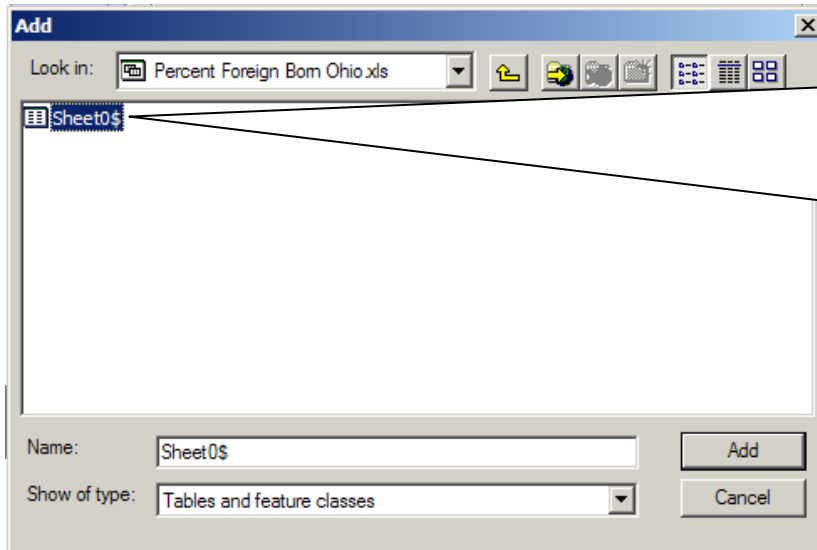 Add
Look in: Percent Foreign Born Ohio.xls
Sheet0$
Name: Sheet0$ Add
Show of type: Tables and feature classes Cancel